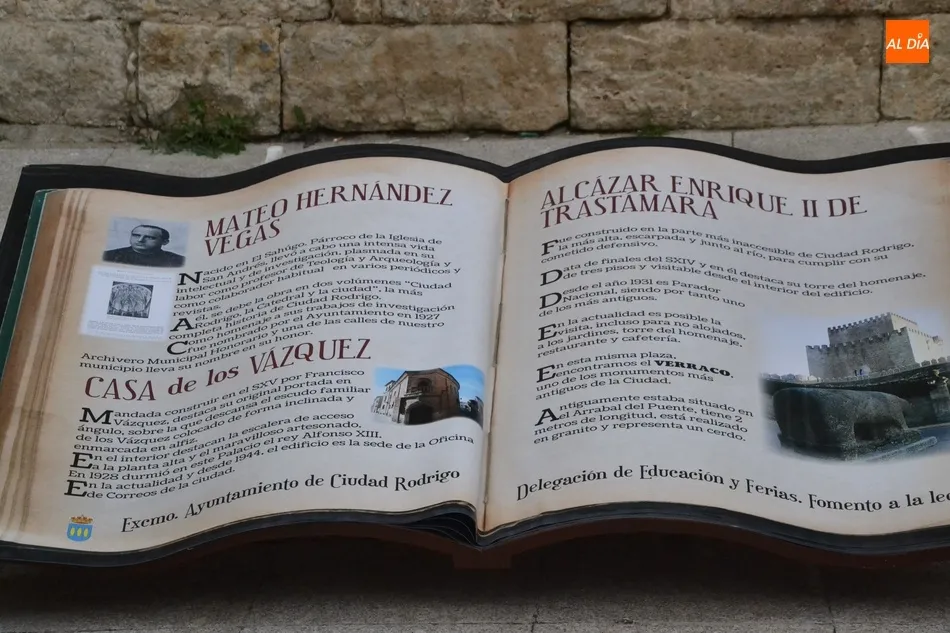 AL DÍA
MATEO HERNÁNDEZ
VEGAS
Nacido en El Sahúgo. Párroco de la Iglesia de
San Andrés, llevó a cabo una intensa vida
intelectual y de investigación, plasmada en su
labor como profesor de Teología y Arqueología y
como colaborador habitual en varios periódicos y
revistas.
A él, se debe la obra en dos volúmenes "Ciudad
Rodrigo, la catedral y la ciudad", la más
completa historia de Ciudad Rodrigo.
Como homenaje a sus trabajos de investigación
fue nombrado por el Ayuntamiento en 1927
Archivero Municipal Honorario y una de las calles de nuestro
municipio lleva su nombre en su honor.
CASA de los VÁZQUEZ
Mandada construir en el SXV por Francisco
Vázquez, destaca su original portada en
ángulo, sobre la que descansa el escudo familiar
de los Vázquez colocado de forma inclinada y
enmarcada en alfiz.
En el interior destacan la escalera de acceso
a la planta alta y el maravilloso artesonado.
En 1928 durmió en este Palacio el rey Alfonso XIII.
En la actualidad y desde 1944, el edificio es la sede de la Oficina
de Correos de la ciudad.
Excmo. Ayuntamiento de Ciudad Rodrigo
ALCÁZAR ENRIQUE II DE
TRASTAMARA
Fue construido en la parte más inaccesible de Ciudad Rodrigo,
la más alta, escarpada y junto al río, para cumplir con su
cometido defensivo.
Data de finales del SXIV y en él destaca su torre del homenaje,
de tres pisos y visitable desde el interior del edificio.
Desde el año 1931 es Parador
Nacional, siendo por tanto uno
de los más antiguos.
En la actualidad es posible la
visita, incluso para no alojados,
a los jardines, torre del homenaje,
restaurante y cafetería.
En esta misma plaza,
encontramos el VERRACO,
uno de los monumentos más
antiguos de la Ciudad.
Antiguamente estaba situado en
el Arrabal del Puente, tiene 2
metros de longitud, está realizado
en granito y representa un cerdo.
Delegación de Educación y Ferias. Fomento a la lec